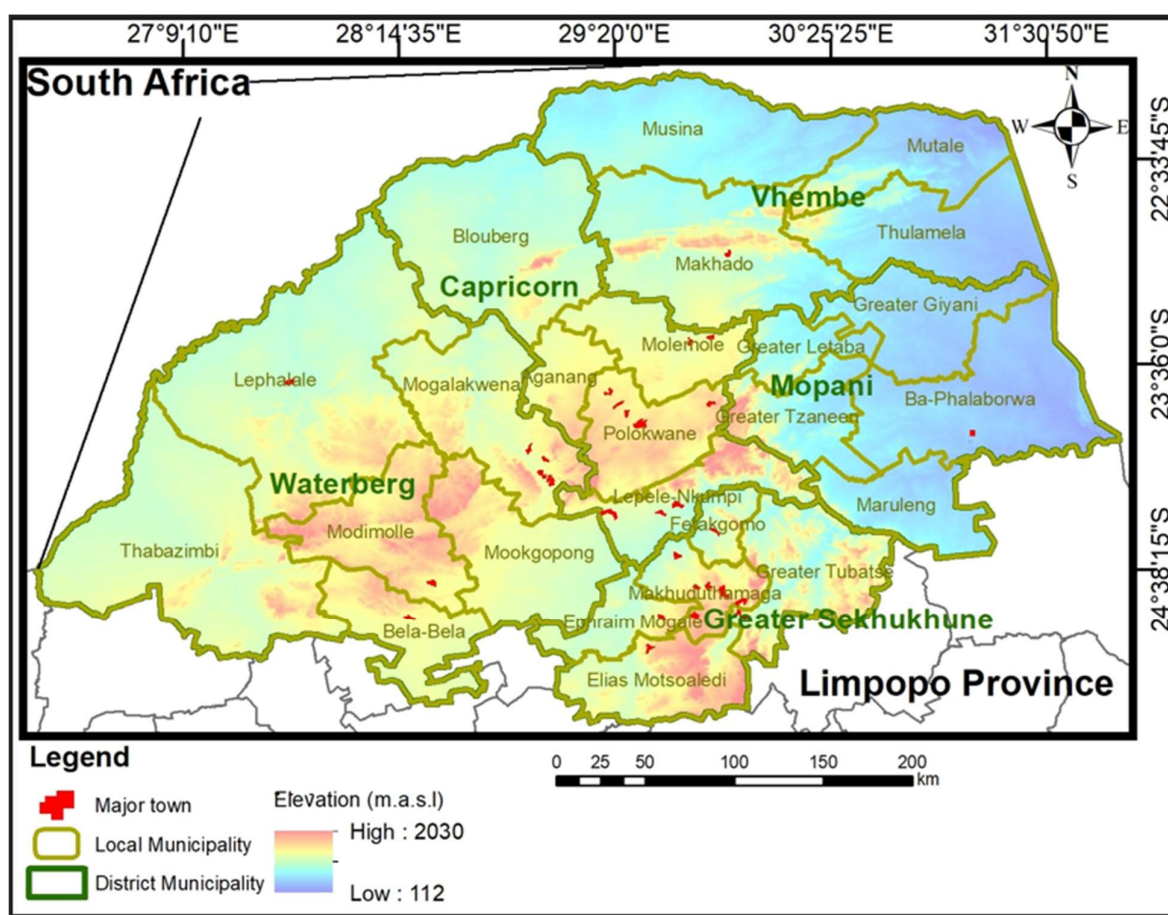 27°9'10"E 28°14'35"E 29°20'0"E 30°25'25"E 31°30'50"E
South Africa
N
W E
S
22°33'45"S
23°36'0"S
24°38'15"S
Musina
Mutale
Vhembe
Blouberg
Thulamela
Makhado
Capricorn
Greater Giyani
Molemole
Greater Letaba
Lephalale
Mogalakwena
Aganang
Mopani
Ba-Phalaborwa
Greater Tzaneen
Polokwane
Waterberg
Lepele-Nkumpi
Maruleng
Fetakgomo
Modimolle
Thabazimbi
Mookgopong
Greater Tubatse
Makhuduthamaga
Ephraim Mogale
Greater Sekhukhune
Bela-Bela
Elias Motsoaledi
Limpopo Province
Legend
Major town
Local Municipality
District Municipality
Elevation (m.a.s.l)
High : 2030
Low : 112
0 25 50 100 150 200
km